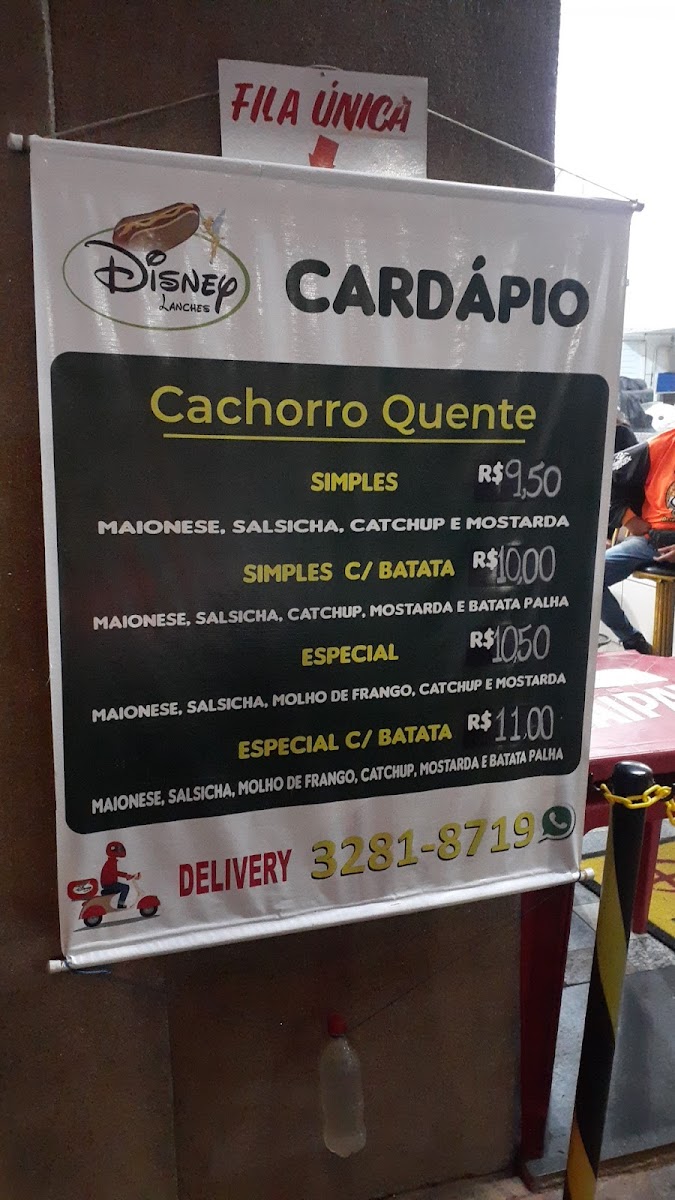 FILA ÚNICA
DISNEY
LANCHES
CARDÁPIO
Cachorro Quente
SIMPLES R$ 9,50
MAIONESE, SALSICHA, CATCHUP E MOSTARDA
SIMPLES C/ BATATA R$ 10,00
MAIONESE, SALSICHA, CATCHUP, MOSTARDA E BATATA PALHA
ESPECIAL R$ 10,50
MAIONESE, SALSICHA, MOLHO DE FRANGO, CATCHUP E MOSTARDA
ESPECIAL C/ BATATA R$ 11,00
MAIONESE, SALSICHA, MOLHO DE FRANGO, CATCHUP, MOSTARDA E BATATA PALHA
DELIVERY 3281-8719